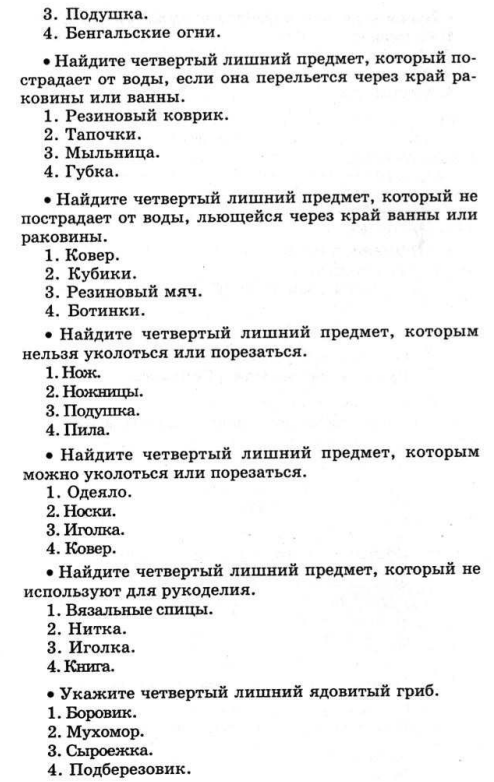 3. Подушка.
4. Бенгальские огни.
• Найдите четвертый лишний предмет, который по-
страдает от воды, если она перельется через край ра-
ковины или ванны.
1. Резиновый коврик.
2. Тапочки.
3. Мыльница.
4. Губка.
• Найдите четвертый лишний предмет, который не
пострадает от воды, льющейся через край ванны или
раковины.
1. Ковер.
2. Кубики.
3. Резиновый мяч.
4. Ботинки.
• Найдите четвертый лишний предмет, которым
нельзя уколоться или порезаться.
1. Нож.
2. Ножницы.
3. Подушка.
4. Пила.
• Найдите четвертый лишний предмет, которым
можно уколоться или порезаться.
1. Одеяло.
2. Носки.
3. Иголка.
4. Ковер.
• Найдите четвертый лишний предмет, который не
используют для рукоделия.
1. Вязальные спицы.
2. Нитка.
3. Иголка.
4. Книга.
• Укажите четвертый лишний ядовитый гриб.
1. Боровик.
2. Мухомор.
3. Сыроежка.
4. Подберезовик.